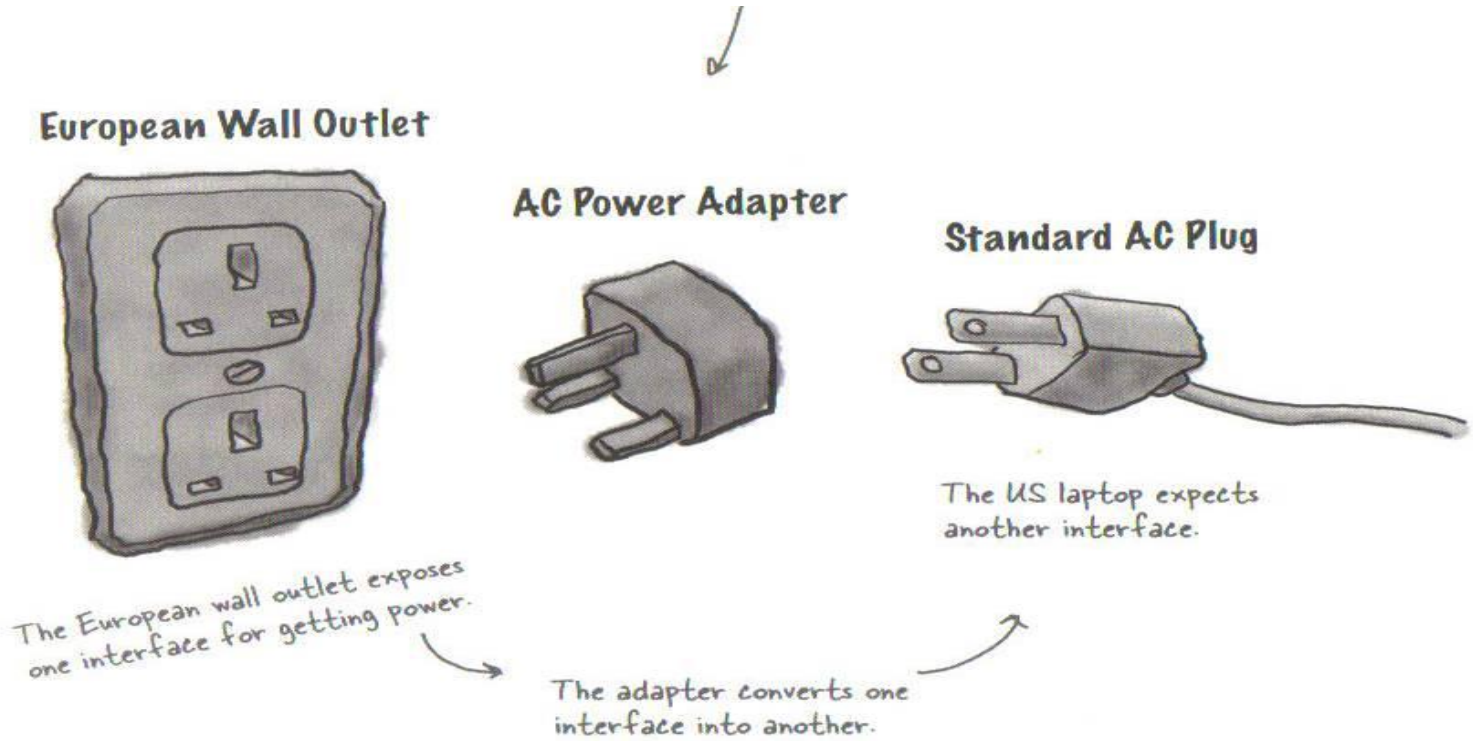 European Wall Outlet
AC Power Adapter
Standard AC Plug
The US laptop expects
another interface.
The European wall outlet exposes
one interface for getting power.
The adapter converts one
interface into another.